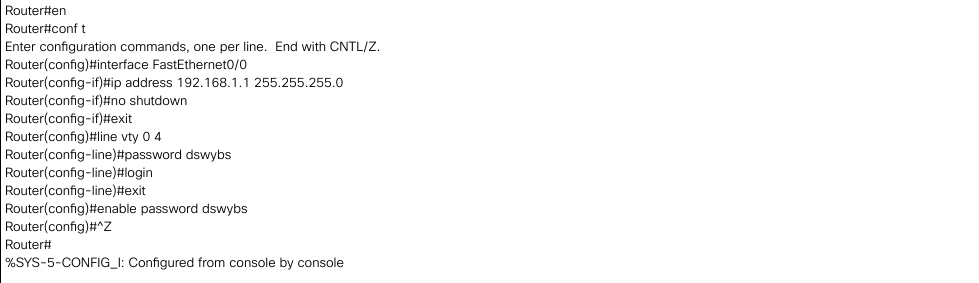 Router#en
Router#conf t
Enter configuration commands, one per line.  End with CNTL/Z.
Router(config)#interface FastEthernet0/0
Router(config-if)#ip address 192.168.1.1 255.255.255.0
Router(config-if)#no shutdown
Router(config-if)#exit
Router(config)#line vty 0 4
Router(config-line)#password dswybs
Router(config-line)#login
Router(config-line)#exit
Router(config)#enable password dswybs
Router(config)#^Z
Router#
%SYS-5-CONFIG_I: Configured from console by console